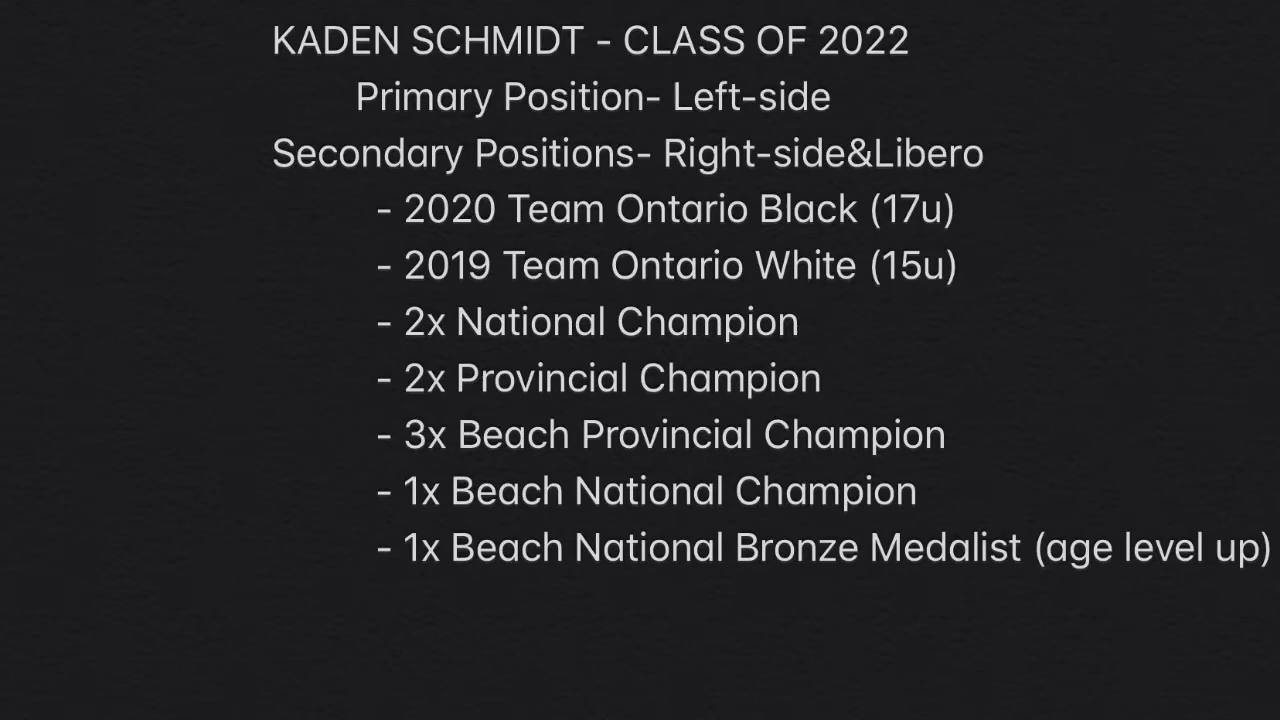 KADEN SCHMIDT - CLASS OF 2022
Primary Position- Left-side
Secondary Positions- Right-side&Libero
- 2020 Team Ontario Black (17u)
- 2019 Team Ontario White (15u)
- 2x National Champion
- 2x Provincial Champion
- 3x Beach Provincial Champion
- 1x Beach National Champion
- 1x Beach National Bronze Medalist (age level up)